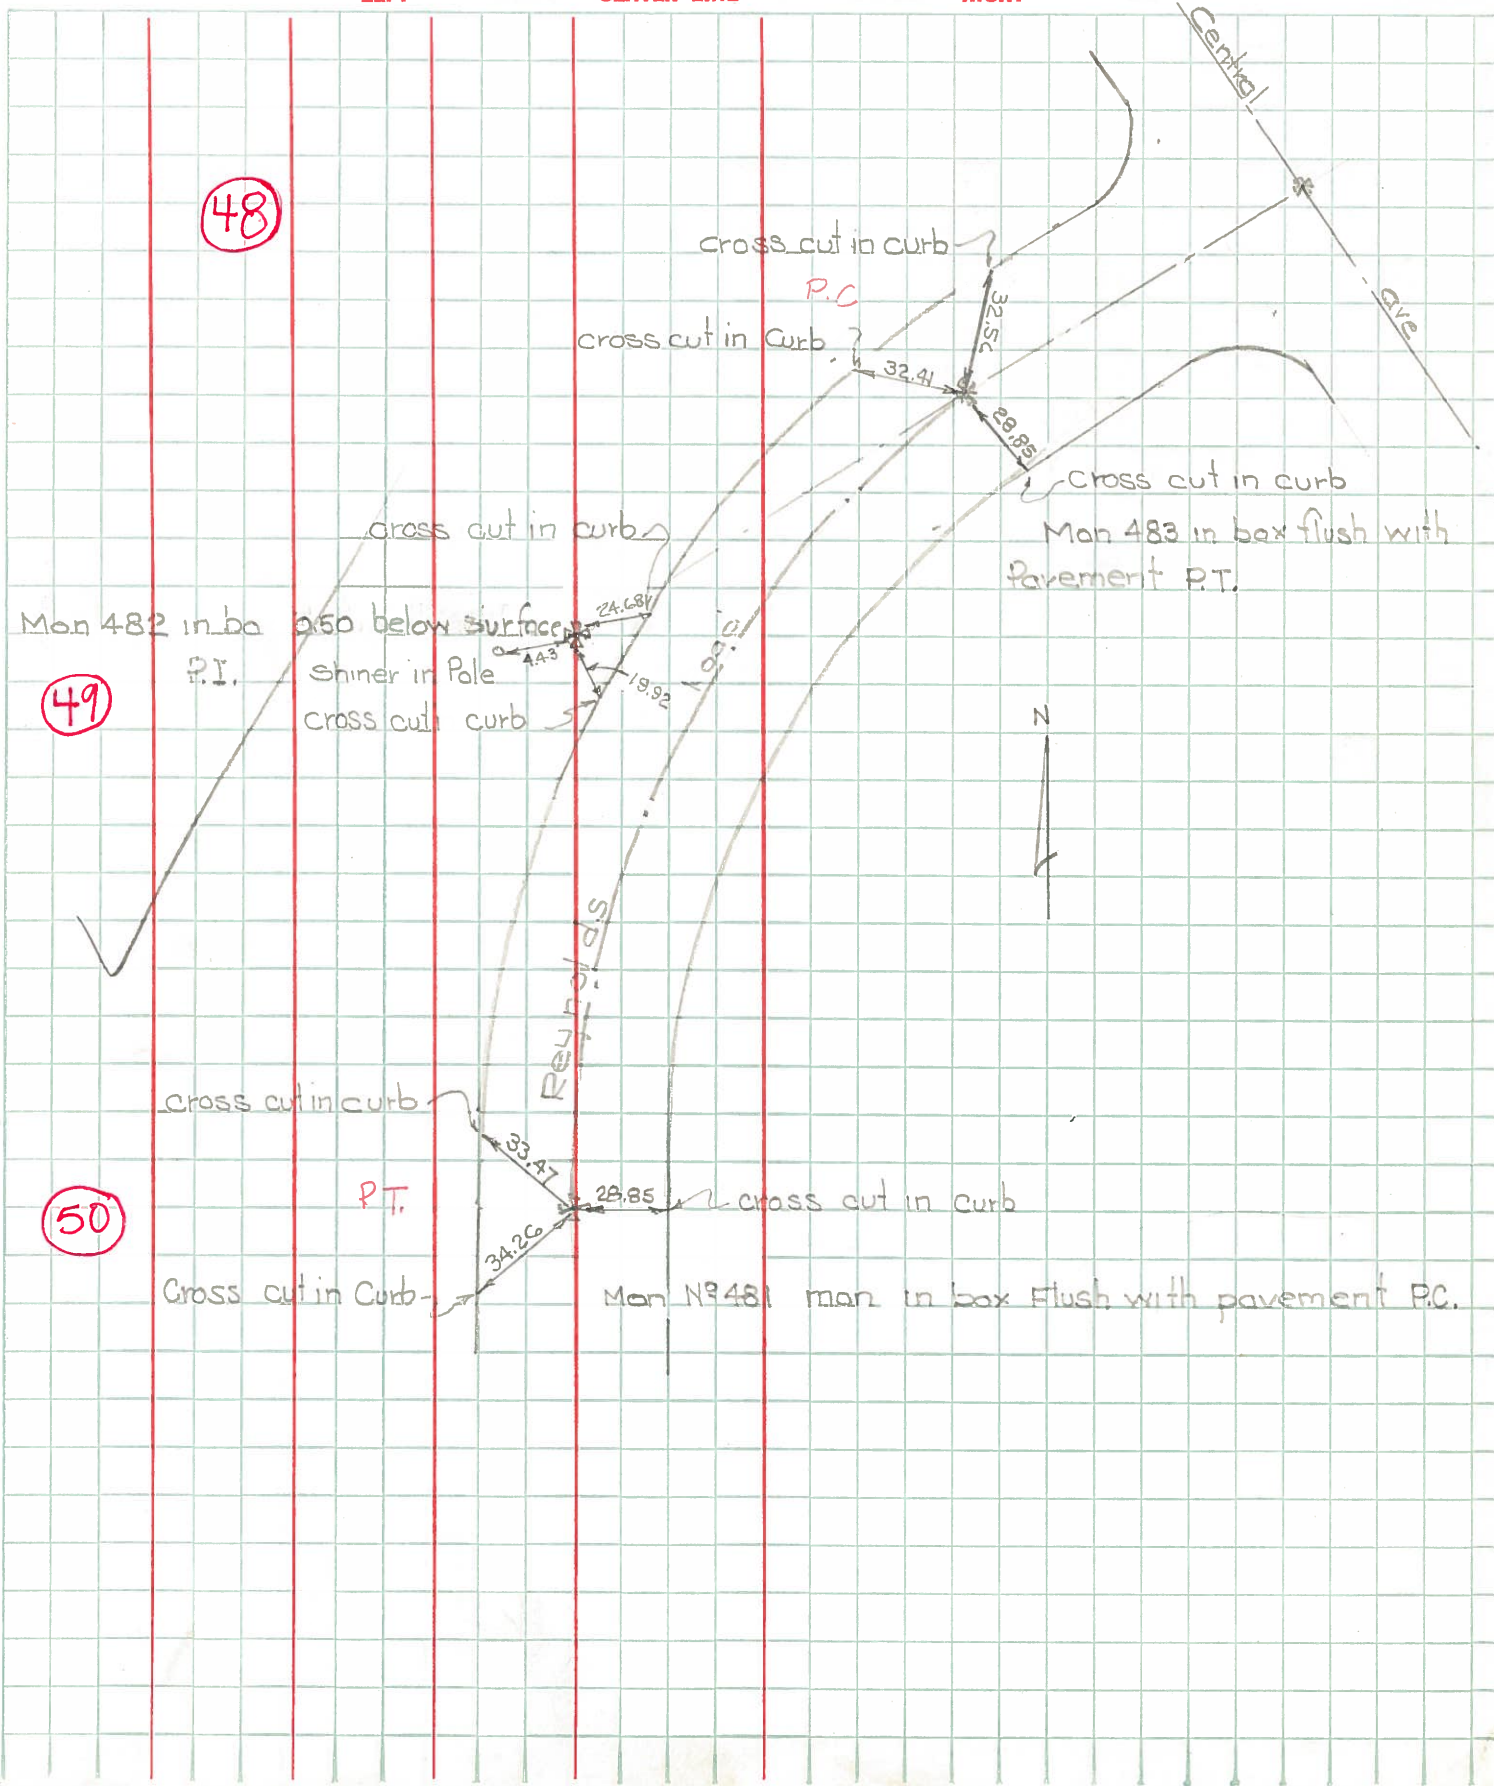 Central
Ave
48
cross cut in curb
P.C
32.5
cross cut in Curb
32.41
28.85
cross cut in curb
Mon 483 in box flush with
Pavement P.T.
cross cut in curb
24.68
Mon 482 in bo 0.50 below surface
4.43
P.I.
Shiner in Pole
19.92
49
cross cut curb
Reynolds Road
N
cross cut in curb
33.47
50
P.T.
28.85
cross cut in Curb
34.26
Cross cut in Curb
Mon Nº 481 mon in box Flush with pavement P.C.